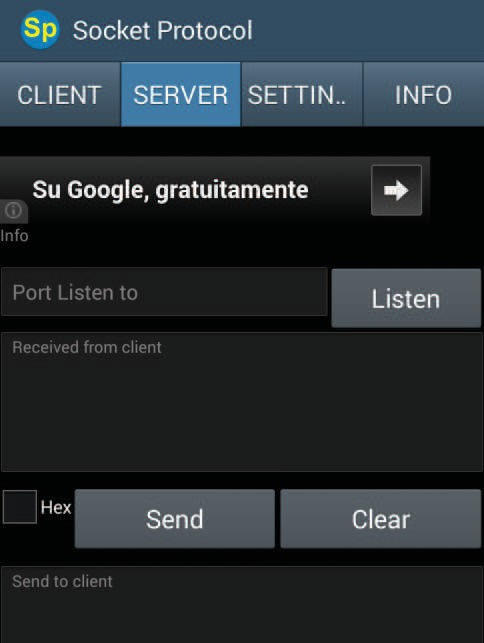 Sp Socket Protocol
CLIENT SERVER SETTIN.. INFO
Su Google, gratuitamente
Info
Port Listen to Listen
Received from client
Hex Send Clear
Send to client